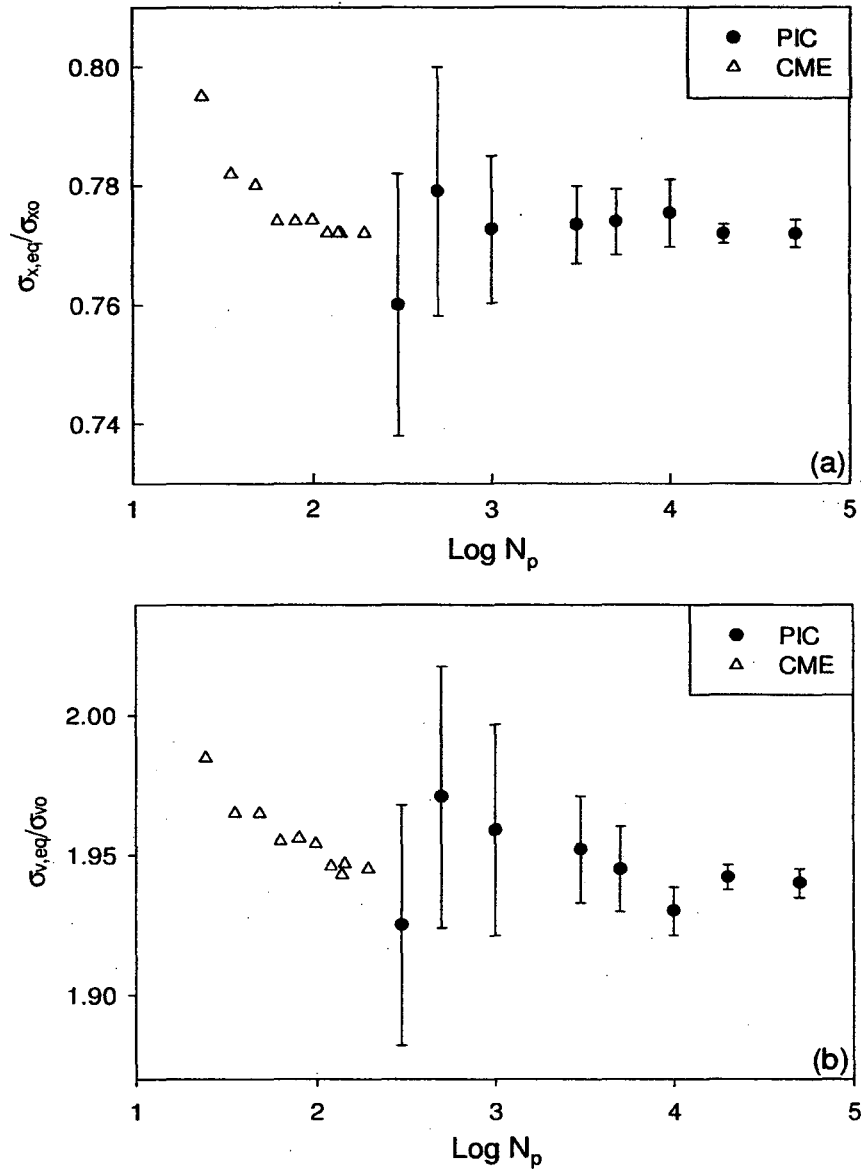 PIC
CME
0.80
0.78
0.76
0.74
σx,eq/σxo
(a)
1 2 3 4 5
Log Np
PIC
CME
2.00
1.95
1.90
σv,eq/σvo
(b)
1 2 3 4 5
Log Np